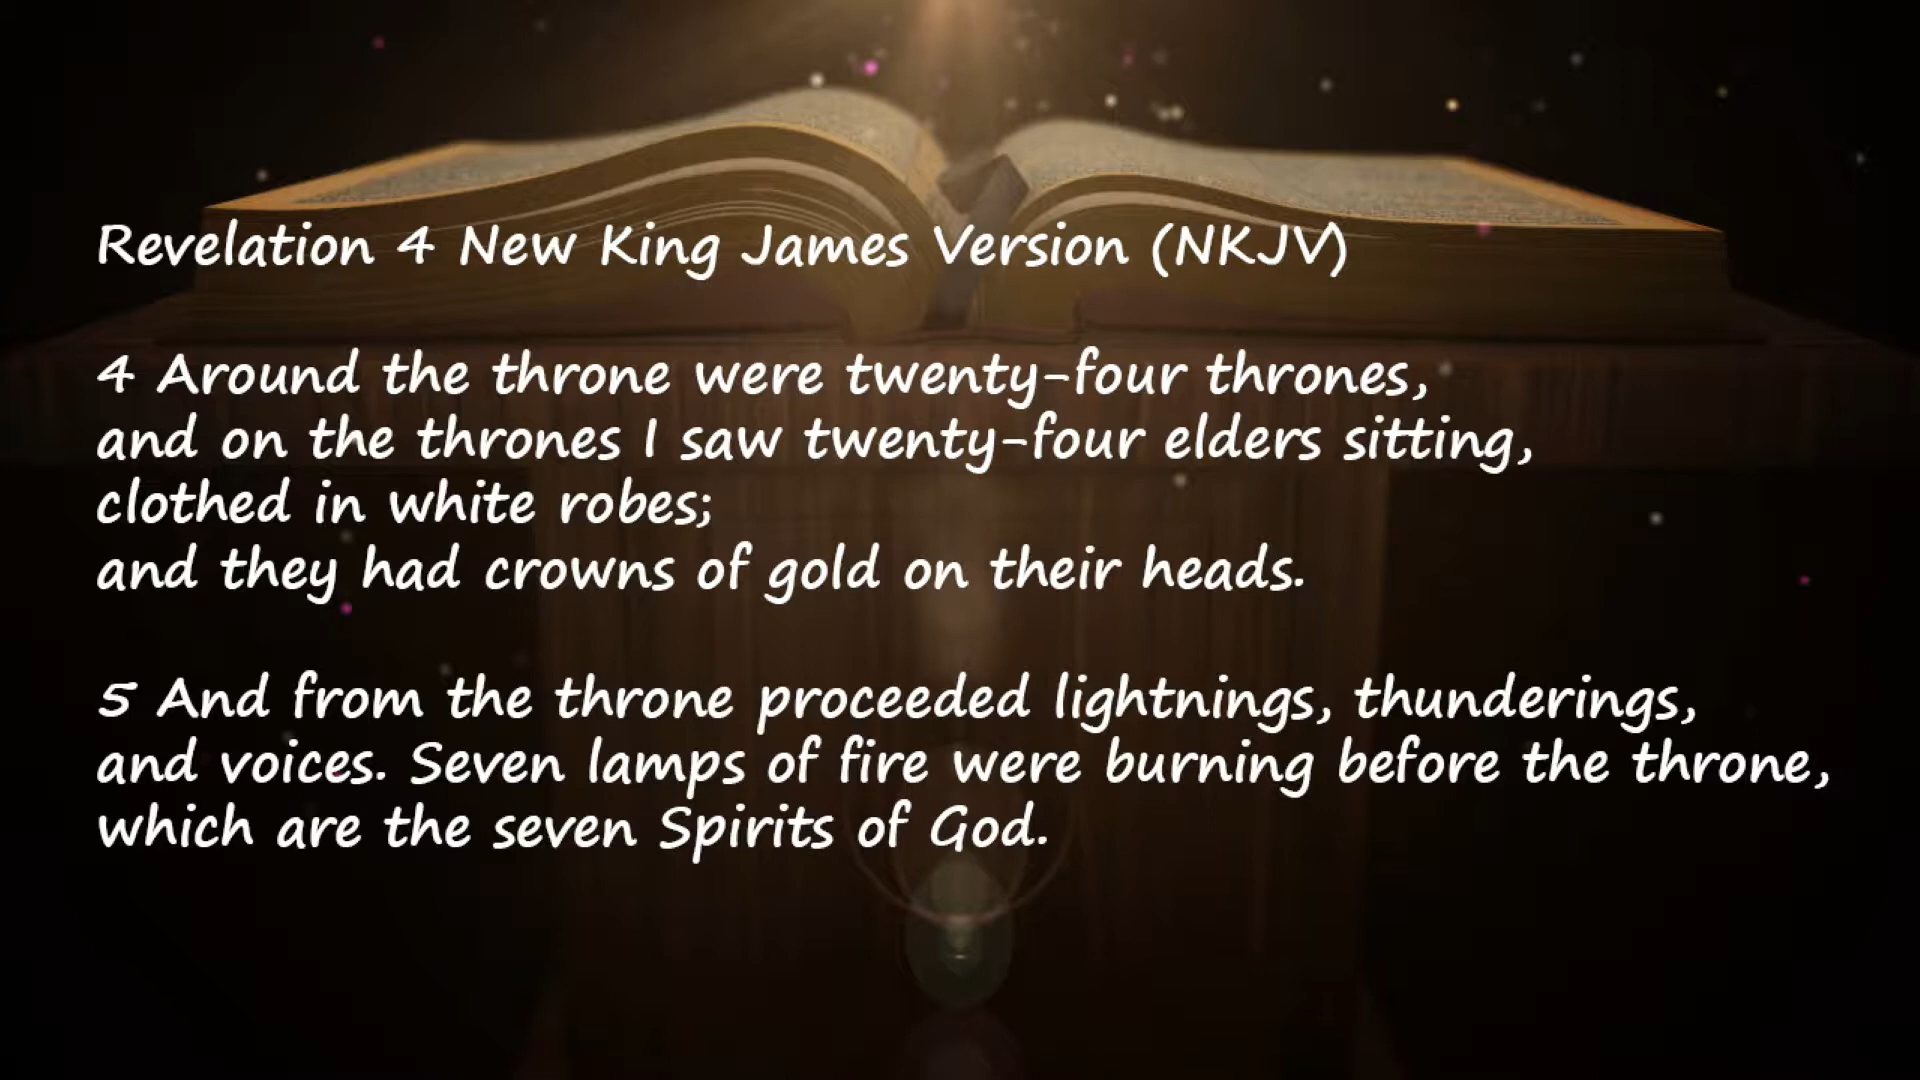 Revelation 4 New King James Version (NKJV)
4 Around the throne were twenty-four thrones,
and on the thrones I saw twenty-four elders sitting,
clothed in white robes;
and they had crowns of gold on their heads.
5 And from the throne proceeded lightnings, thunderings,
and voices. Seven lamps of fire were burning before the throne,
which are the seven Spirits of God.